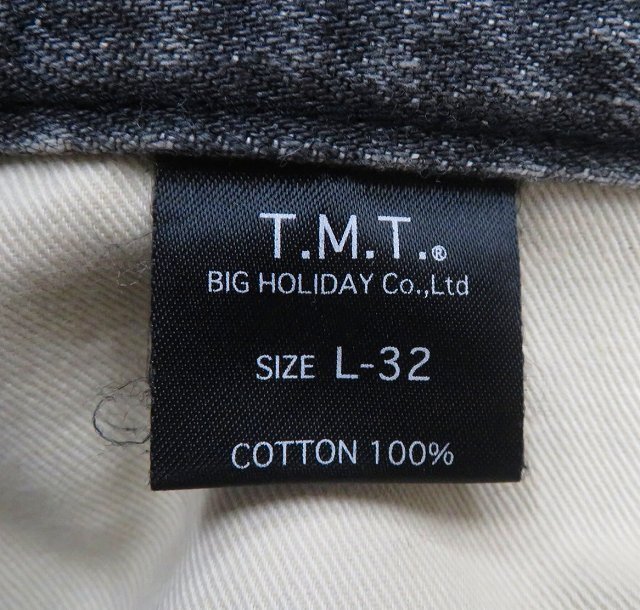 T.M.T.®
BIG HOLIDAY Co.,Ltd
SIZE L-32
COTTON 100%